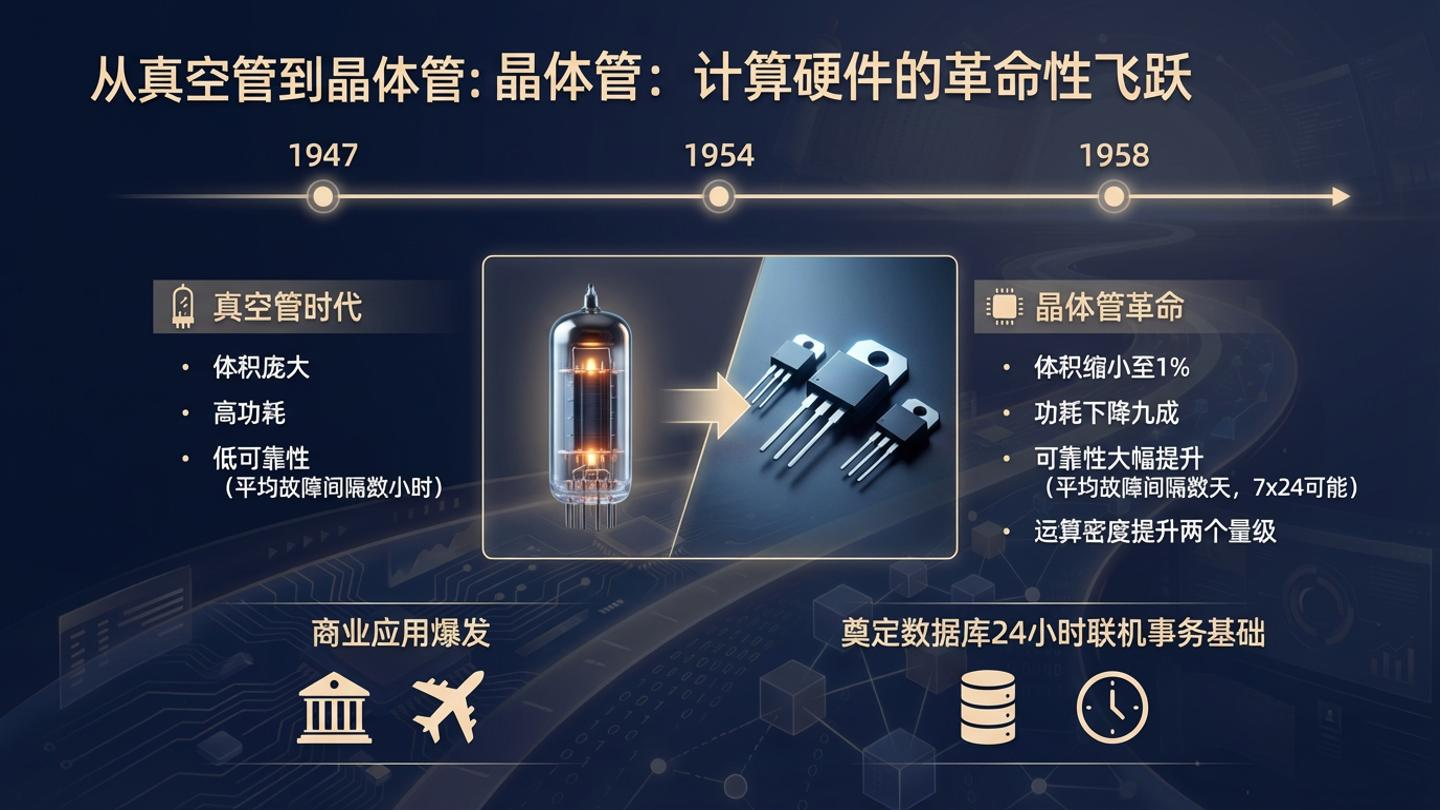 从真空管到晶体管: 晶体管：计算硬件的革命性飞跃
1947
1954
1958
真空管时代
• 体积庞大
• 高功耗
• 低可靠性
（平均故障间隔数小时）
晶体管革命
• 体积缩小至1%
• 功耗下降九成
• 可靠性大幅提升
（平均故障间隔数天，7x24可能）
• 运算密度提升两个量级
商业应用爆发
奠定数据库24小时联机事务基础